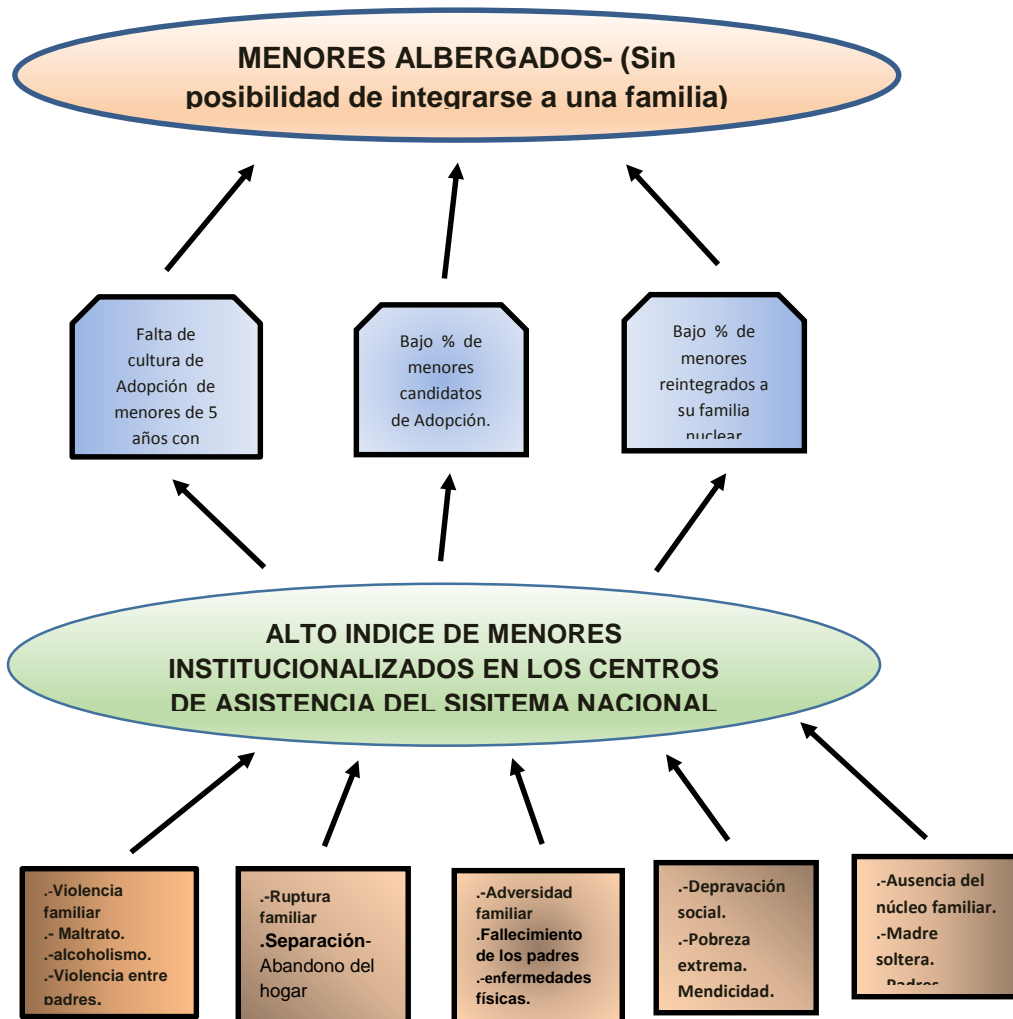 MENORES ALBERGADOS- (Sin
posibilidad de integrarse a una familia)
Falta de
cultura de
Adopción de
menores de 5
años con
Bajo % de
menores
candidatos
de Adopción.
Bajo % de
menores
reintegrados a
su familia
nuclear
ALTO INDICE DE MENORES
INSTITUCIONALIZADOS EN LOS CENTROS
DE ASISTENCIA DEL SISITEMA NACIONAL
.-Violencia
familiar
.- Maltrato.
.-alcoholismo.
.-Violencia entre
padres.
.-Ruptura
familiar
.Separación-
Abandono del
hogar
.-Adversidad
familiar
.Fallecimiento
de los padres
.-enfermedades
físicas.
.-Depravación
social.
.-Pobreza
extrema.
Mendicidad.
.-Ausencia del
núcleo familiar.
.-Madre
soltera.
.-Padres